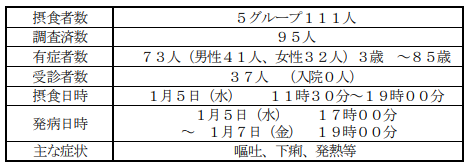 摂食者数 ５グループ１１１人
調査済数 ９５人
有症者数 ７３人（男性４１人、女性３２人）３歳　～８５歳
受診者数 ３７人　（入院０人）
摂食日時 １月５日（水）　　１１時３０分～１９時００分
発病日時 １月５日（水）　　１７時００分
～　１月７日（金）　１９時００分
主な症状 嘔吐、下痢、発熱等